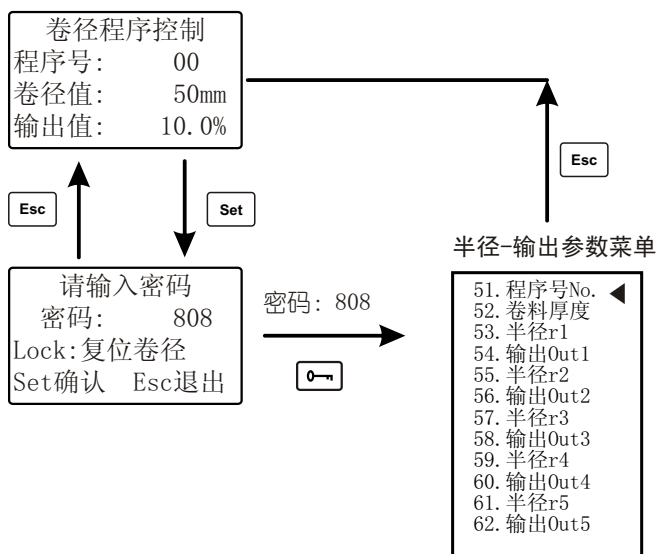 卷径程序控制
程序号: 00
卷径值: 50mm
输出值: 10.0%
Esc
Esc
Set
半径-输出参数菜单
请输入密码
密码: 808
Lock:复位卷径
Set确认 Esc退出
密码: 808
51.程序号No.
52.卷料厚度
53.半径r1
54.输出Out1
55.半径r2
56.输出Out2
57.半径r3
58.输出Out3
59.半径r4
60.输出Out4
61.半径r5
62.输出Out5